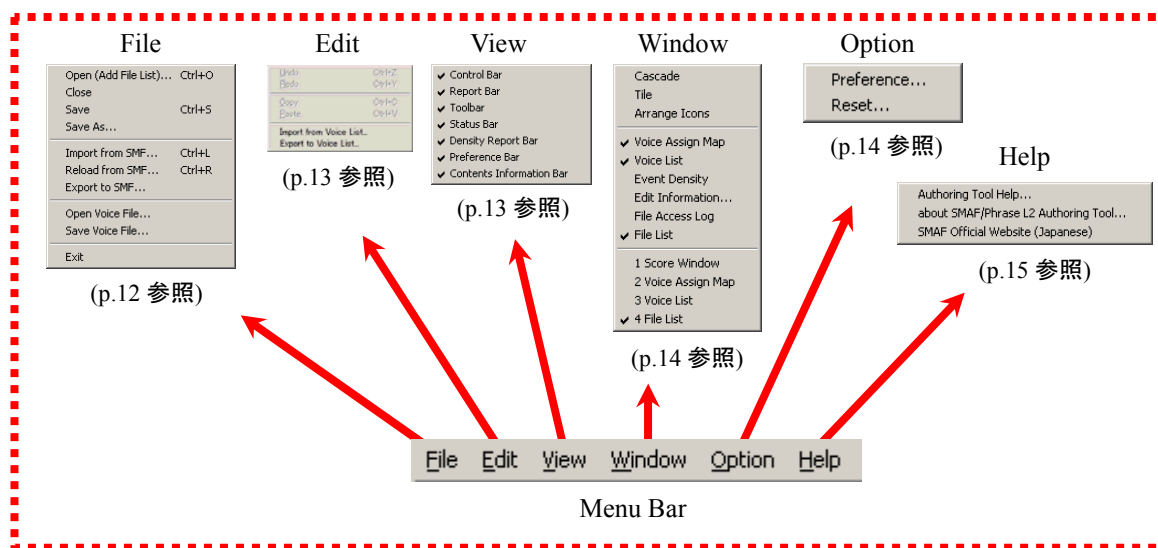 File
Open (Add File List)... Ctrl+O
Close
Save Ctrl+S
Save As...
Import from SMF... Ctrl+L
Reload from SMF... Ctrl+R
Export to SMF...
Open Voice File...
Save Voice File...
Exit
(p.12 参照)
Edit
Undo Ctrl+Z
Redo Ctrl+Y
Copy Ctrl+C
Paste Ctrl+V
Import from Voice List...
Export to Voice List...
(p.13 参照)
View
Control Bar
Report Bar
Toolbar
Status Bar
Density Report Bar
Preference Bar
Contents Information Bar
(p.13 参照)
Window
Cascade
Tile
Arrange Icons
Voice Assign Map
Voice List
Event Density
Edit Information...
File Access Log
File List
1 Score Window
2 Voice Assign Map
3 Voice List
4 File List
(p.14 参照)
Option
Preference...
Reset...
(p.14 参照)
Help
Authoring Tool Help...
about SMAF/Phrase L2 Authoring Tool...
SMAF Official Website (Japanese)
(p.15 参照)
File Edit View Window Option Help
Menu Bar